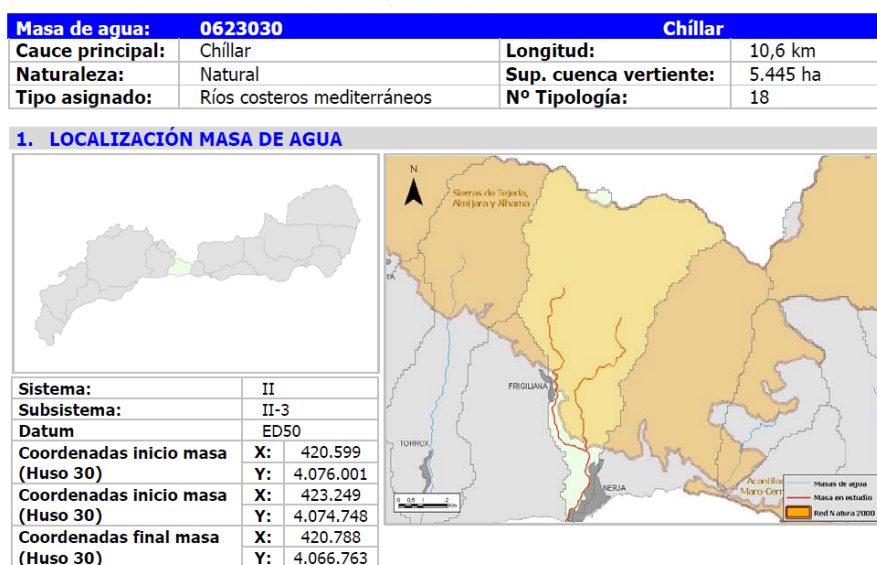 Masa de agua: 0623030 Chíllar
Cauce principal: Chíllar Longitud: 10,6 km
Naturaleza: Natural Sup. cuenca vertiente: 5.445 ha
Tipo asignado: Ríos costeros mediterráneos Nº Tipología: 18
1. LOCALIZACIÓN MASA DE AGUA
N
Sierras de Tejeda,
Almijara y Alhama
TA
FRIGILIANA
TORROX
NERJA
Acantilad
Maro-Cerr
0 0,5 1 2
Km
Masas de agua
Masa en estudio
Red Natura 2000
Sistema: II
Subsistema: II-3
Datum ED50
Coordenadas inicio masa X: 420.599
(Huso 30) Y: 4.076.001
Coordenadas inicio masa X: 423.249
(Huso 30) Y: 4.074.748
Coordenadas final masa X: 420.788
(Huso 30) Y: 4.066.763